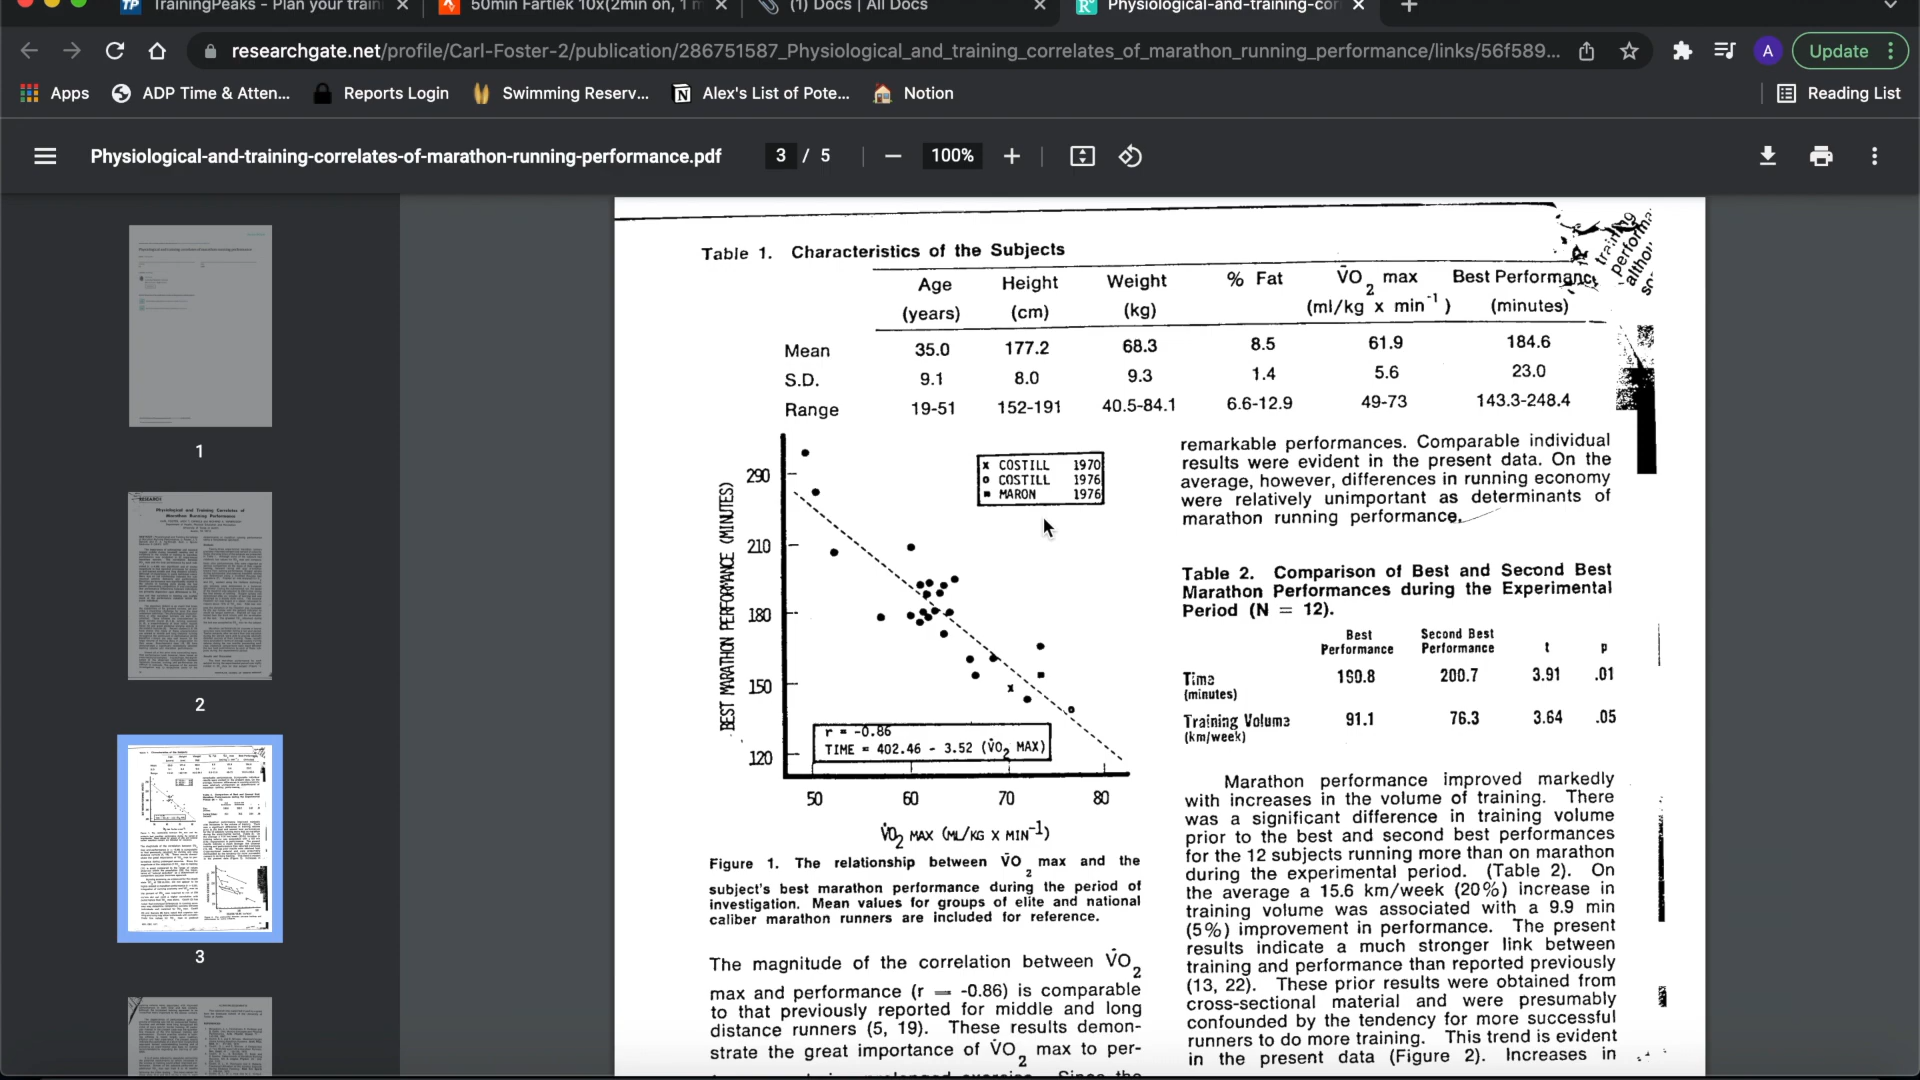 TrainingPeaks - Plan your train
50min Fartlek 10x(2min on, 1 m
(1) Docs | All Docs
Physiological-and-training-cor
researchgate.net/profile/Carl-Foster-2/publication/286751587_Physiological_and_training_correlates_of_marathon_running_performance/links/56f589...
A
Update
Apps
ADP Time & Atten...
Reports Login
Swimming Reserv...
Alex's List of Pote...
Notion
Reading List
Physiological-and-training-correlates-of-marathon-running-performance.pdf
3 / 5
100%
1
2
3
Table 1. Characteristics of the Subjects
Age Height Weight % Fat V̇O2 max Best Performanc
(years) (cm) (kg) (ml/kg x min-1) (minutes)
Mean 35.0 177.2 68.3 8.5 61.9 184.6
S.D. 9.1 8.0 9.3 1.4 5.6 23.0
Range 19-51 152-191 40.5-84.1 6.6-12.9 49-73 143.3-248.4
training
performa
althou
so
BEST MARATHON PERFORMANCE (MINUTES)
290
210
180
150
120
x COSTILL 1970
o COSTILL 1976
■ MARON 1976
r = -0.86
TIME = 402.46 - 3.52 (V̇O2 MAX)
50 60 70 80
V̇O2 MAX (ML/KG X MIN-1)
Figure 1. The relationship between V̇O2 max and the
subject's best marathon performance during the period of
investigation. Mean values for groups of elite and national
caliber marathon runners are included for reference.
The magnitude of the correlation between V̇O2
max and performance (r = -0.86) is comparable
to that previously reported for middle and long
distance runners (5, 19). These results demon-
strate the great importance of V̇O2 max to per-
remarkable performances. Comparable individual
results were evident in the present data. On the
average, however, differences in running economy
were relatively unimportant as determinants of
marathon running performance.
Table 2. Comparison of Best and Second Best
Marathon Performances during the Experimental
Period (N = 12).
Best Second Best
Performance Performance t p
Time 190.8 200.7 3.91 .01
(minutes)
Training Volume 91.1 76.3 3.64 .05
(km/week)
Marathon performance improved markedly
with increases in the volume of training. There
was a significant difference in training volume
prior to the best and second best performances
for the 12 subjects running more than on marathon
during the experimental period. (Table 2). On
the average a 15.6 km/week (20%) increase in
training volume was associated with a 9.9 min
(5%) improvement in performance. The present
results indicate a much stronger link between
training and performance than reported previously
(13, 22). These prior results were obtained from
cross-sectional material and were presumably
confounded by the tendency for more successful
runners to do more training. This trend is evident
in the present data (Figure 2). Increases in